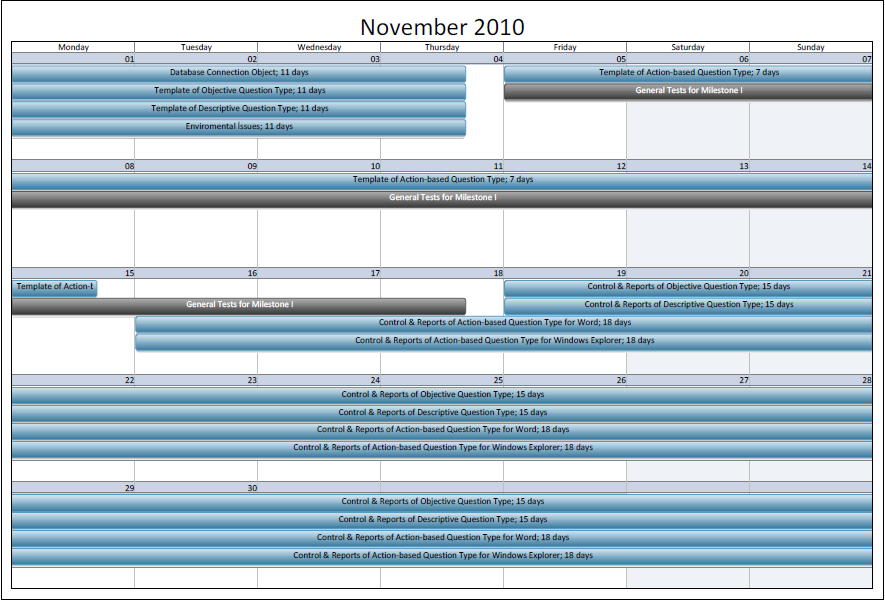 November 2010
Monday Tuesday Wednesday Thursday Friday Saturday Sunday
01 02 03 04 05 06 07
Database Connection Object; 11 days Template of Action-based Question Type; 7 days
Template of Objective Question Type; 11 days General Tests for Milestone I
Template of Descriptive Question Type; 11 days
Enviromental İssues; 11 days
08 09 10 11 12 13 14
Template of Action-based Question Type; 7 days
General Tests for Milestone I
15 16 17 18 19 20 21
Template of Action-t Control & Reports of Objective Question Type; 15 days
General Tests for Milestone I Control & Reports of Descriptive Question Type; 15 days
Control & Reports of Action-based Question Type for Word; 18 days
Control & Reports of Action-based Question Type for Windows Explorer; 18 days
22 23 24 25 26 27 28
Control & Reports of Objective Question Type; 15 days
Control & Reports of Descriptive Question Type; 15 days
Control & Reports of Action-based Question Type for Word; 18 days
Control & Reports of Action-based Question Type for Windows Explorer; 18 days
29 30
Control & Reports of Objective Question Type; 15 days
Control & Reports of Descriptive Question Type; 15 days
Control & Reports of Action-based Question Type for Word; 18 days
Control & Reports of Action-based Question Type for Windows Explorer; 18 days